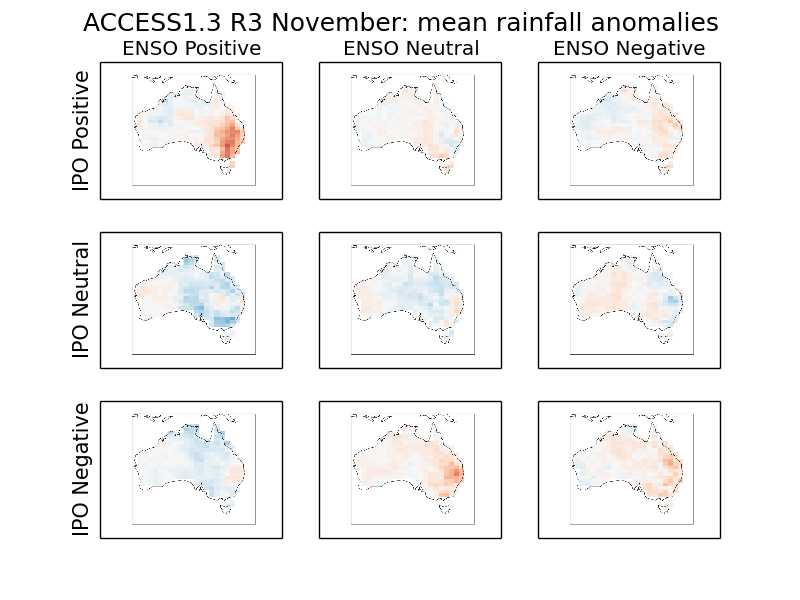 ACCESS1.3 R3 November: mean rainfall anomalies
ENSO Positive
ENSO Neutral
ENSO Negative
IPO Positive
IPO Neutral
IPO Negative